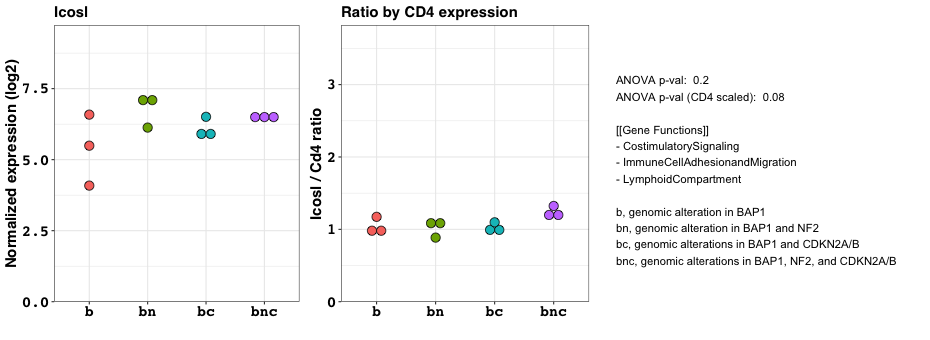 Icosl
Normalized expression (log2)
7.5
5.0
2.5
0.0
b bn bc bnc
Ratio by CD4 expression
Icosl / Cd4 ratio
3
2
1
0
b bn bc bnc
ANOVA p-val: 0.2
ANOVA p-val (CD4 scaled): 0.08
[[Gene Functions]]
- CostimulatorySignaling
- ImmuneCellAdhesionandMigration
- LymphoidCompartment
b, genomic alteration in BAP1
bn, genomic alteration in BAP1 and NF2
bc, genomic alterations in BAP1 and CDKN2A/B
bnc, genomic alterations in BAP1, NF2, and CDKN2A/B